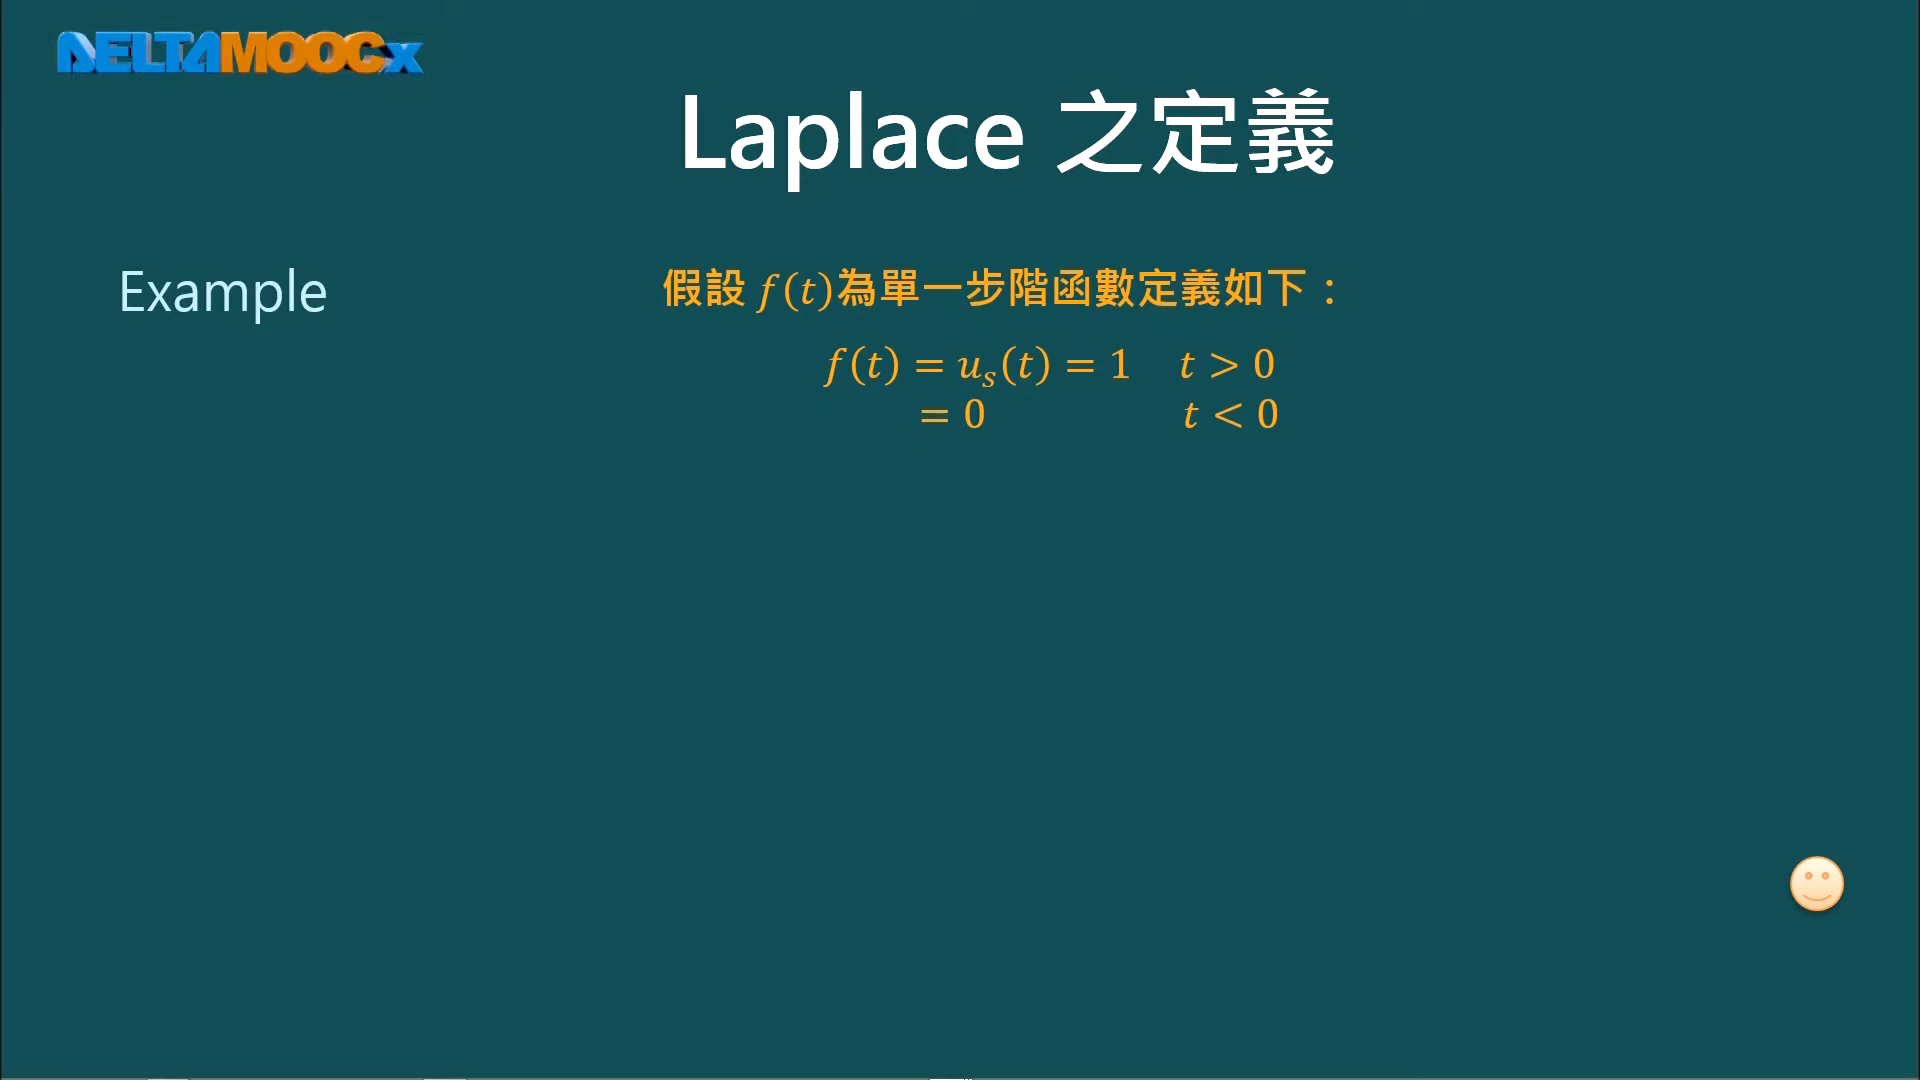 DELTAMOOCx
Laplace 之定義
Example
假設 f(t)為單一步階函數定義如下：
f(t) = u_s(t) = 1 t > 0
= 0 t < 0